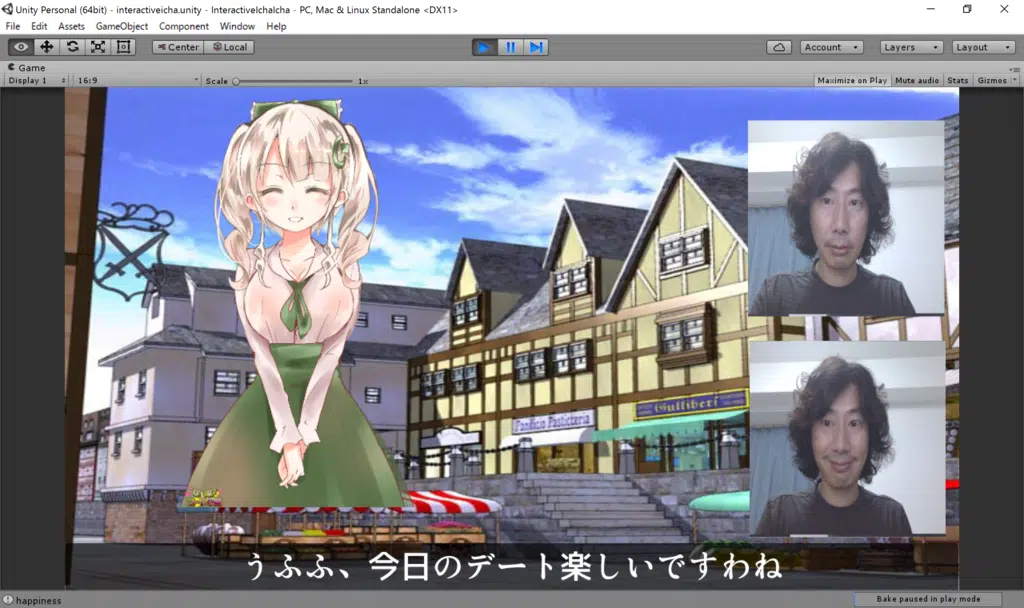 Unity Personal (64bit) - interactiveicha.unity - InteractiveIchaIcha - PC, Mac & Linux Standalone <DX11>
File Edit Assets GameObject Component Window Help
Center Local Account Layers Layout
Game
Display 1 16:9 Scale 1x Maximize on Play Mute audio Stats Gizmos
Gulliberi
Panificio Pasticceria
うふふ、今日のデート楽しいですわね
happiness Bake paused in play mode